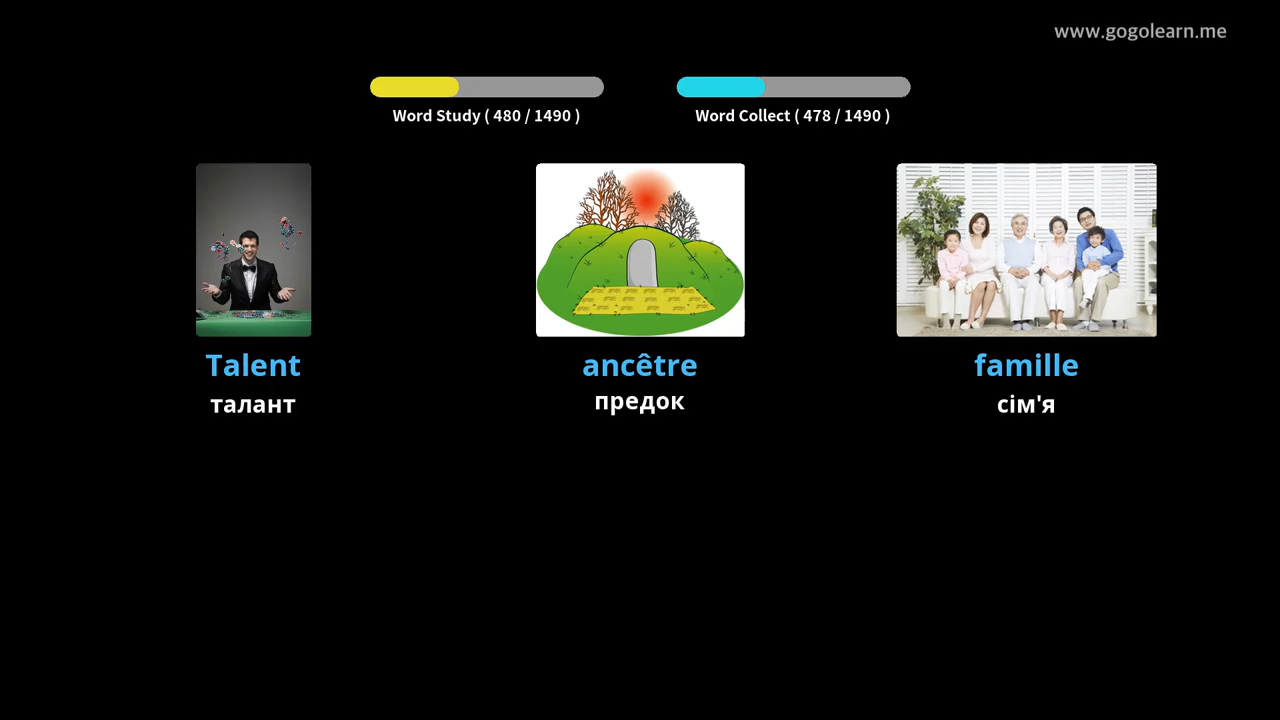 www.gogolearn.me
Word Study ( 480 / 1490 )
Word Collect ( 478 / 1490 )
Talent
талант
ancêtre
предок
famille
сім'я